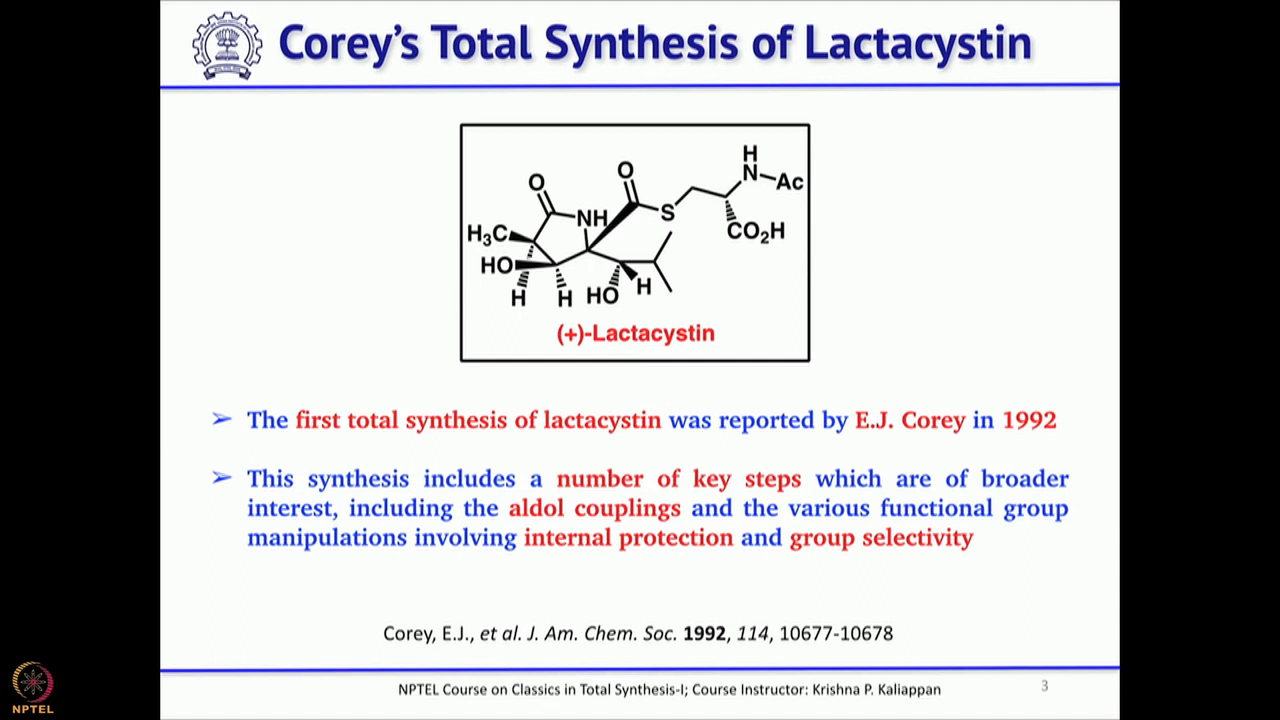 Corey's Total Synthesis of Lactacystin
H
O
O
N
Ac
NH
S
H₃C
CO₂H
HO
H
H
H
HO
(+)-Lactacystin
➢ The first total synthesis of lactacystin was reported by E.J. Corey in 1992
➢ This synthesis includes a number of key steps which are of broader
interest, including the aldol couplings and the various functional group
manipulations involving internal protection and group selectivity
Corey, E.J., et al. J. Am. Chem. Soc. 1992, 114, 10677-10678
NPTEL
NPTEL Course on Classics in Total Synthesis-I; Course Instructor: Krishna P. Kaliappan
3